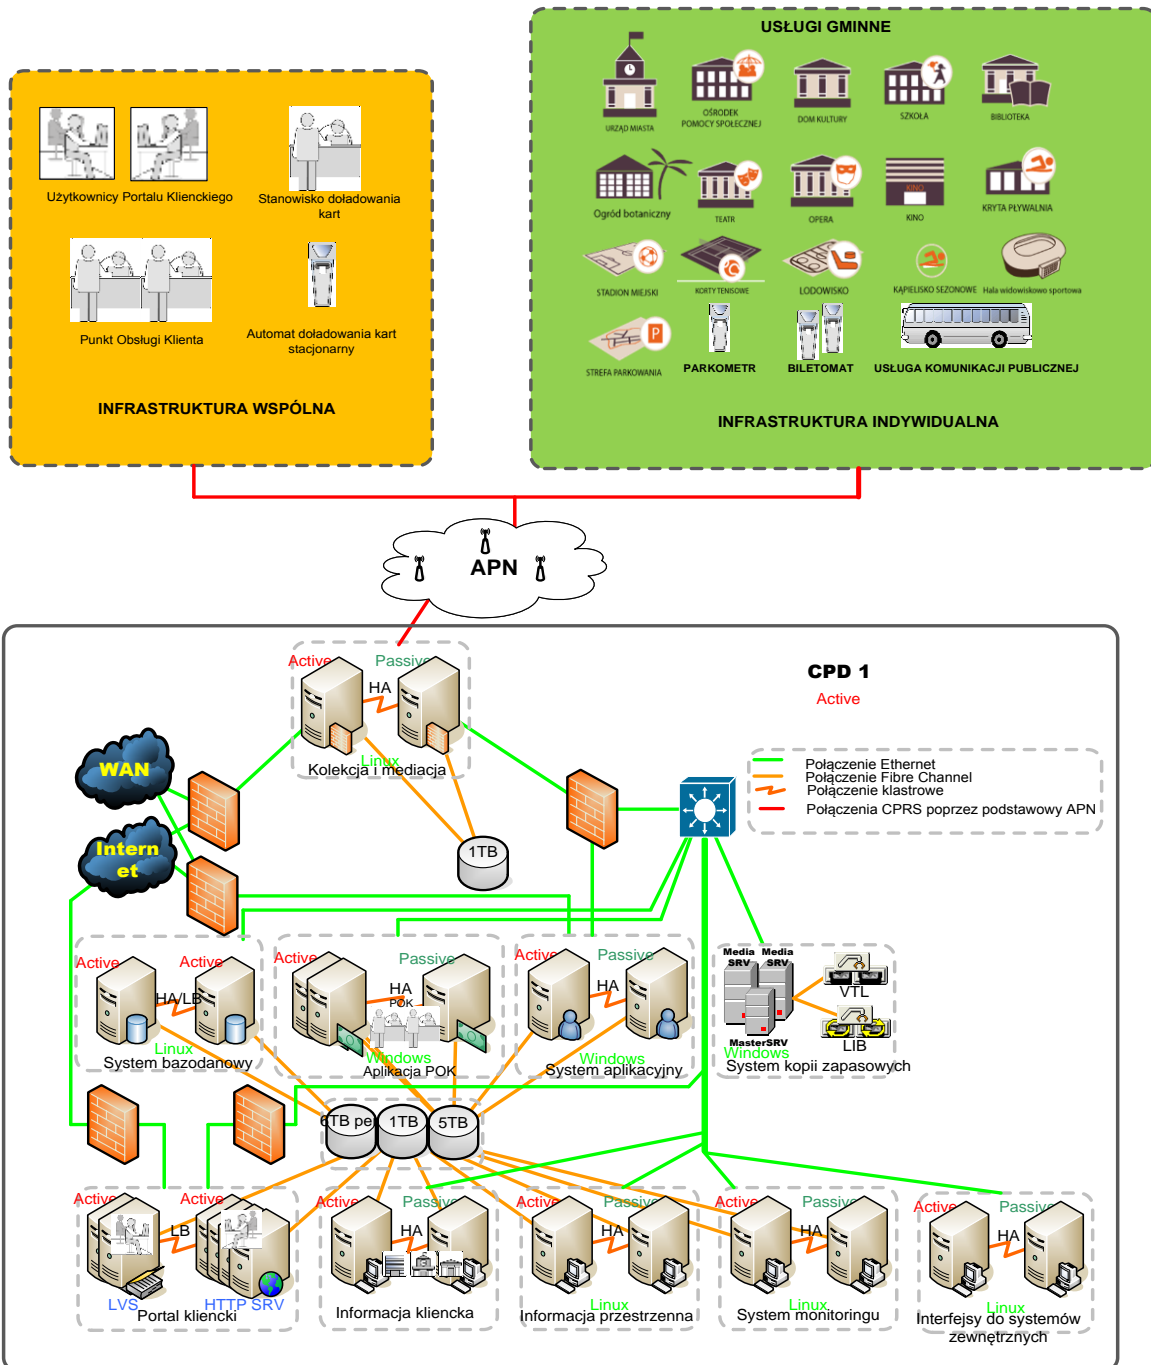 USŁUGI GMINNE
URZĄD MIASTA
OŚRODEK
POMOCY SPOŁECZNEJ
DOM KULTURY
SZKOŁA
BIBLIOTEKA
Ogród botaniczny
TEATR
OPERA
KINO
KINO
KRYTA PŁYWALNIA
STADION MIEJSKI
KORTY TENISOWE
LODOWISKO
KĄPIELISKO SEZONOWE
Hala widowiskowo sportowa
P
STREFA PARKOWANIA
PARKOMETR
BILETOMAT
USŁUGA KOMUNIKACJI PUBLICZNEJ
INFRASTRUKTURA INDYWIDUALNA
Użytkownicy Portalu Klienckiego
Stanowisko doładowania
kart
Punkt Obsługi Klienta
Automat doładowania kart
stacjonarny
INFRASTRUKTURA WSPÓLNA
APN
CPD 1
Active
Active
Passive
HA
Linux
Kolekcja i mediacja
WAN
Intern
et
1TB
Połączenie Ethernet
Połączenie Fibre Channel
Połączenie klastrowe
Połączenia CPRS poprzez podstawowy APN
Active
Active
HA/LB
Linux
System bazodanowy
Active
Passive
HA
POK
Windows
Aplikacja POK
Active
Passive
HA
Windows
System aplikacyjny
Media
SRV
Media
SRV
MasterSRV
VTL
LIB
Windows
System kopii zapasowych
6TB per
1TB
5TB
Active
Active
LB
LVS
HTTP SRV
Portal kliencki
Active
Passive
HA
Informacja kliencka
Active
Passive
HA
Linux
Informacja przestrzenna
Active
Passive
HA
Linux
System monitoringu
Active
Passive
HA
Linux
Interfejsy do systemów
zewnętrznych